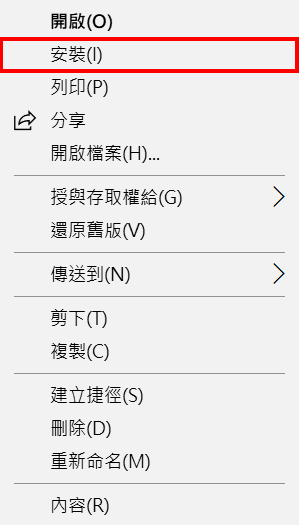 開啟(O)
安裝(I)
列印(P)
分享
開啟檔案(H)...
授與存取權給(G)
還原舊版(V)
傳送到(N)
剪下(T)
複製(C)
建立捷徑(S)
刪除(D)
重新命名(M)
內容(R)